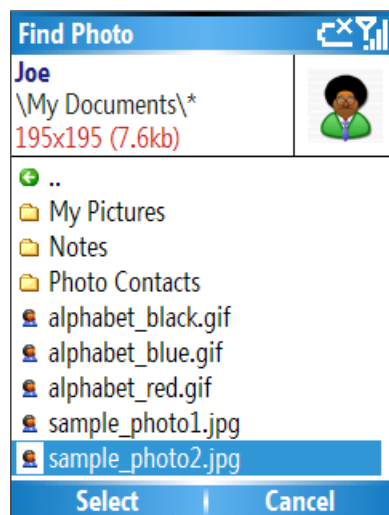 Find Photo
Joe
\My Documents\*
195x195 (7.6kb)
..
My Pictures
Notes
Photo Contacts
alphabet_black.gif
alphabet_blue.gif
alphabet_red.gif
sample_photo1.jpg
sample_photo2.jpg
Select Cancel